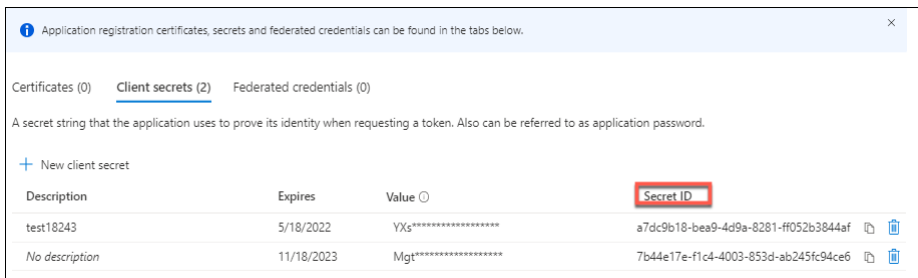 Application registration certificates, secrets and federated credentials can be found in the tabs below.
Certificates (0) Client secrets (2) Federated credentials (0)
A secret string that the application uses to prove its identity when requesting a token. Also can be referred to as application password.
New client secret
Description Expires Value Secret ID
test18243 5/18/2022 YXs****************** a7dc9b18-bea9-4d9a-8281-ff052b3844af
No description 11/18/2023 Mgt****************** 7b44e17e-f1c4-4003-853d-ab245fc94ce6